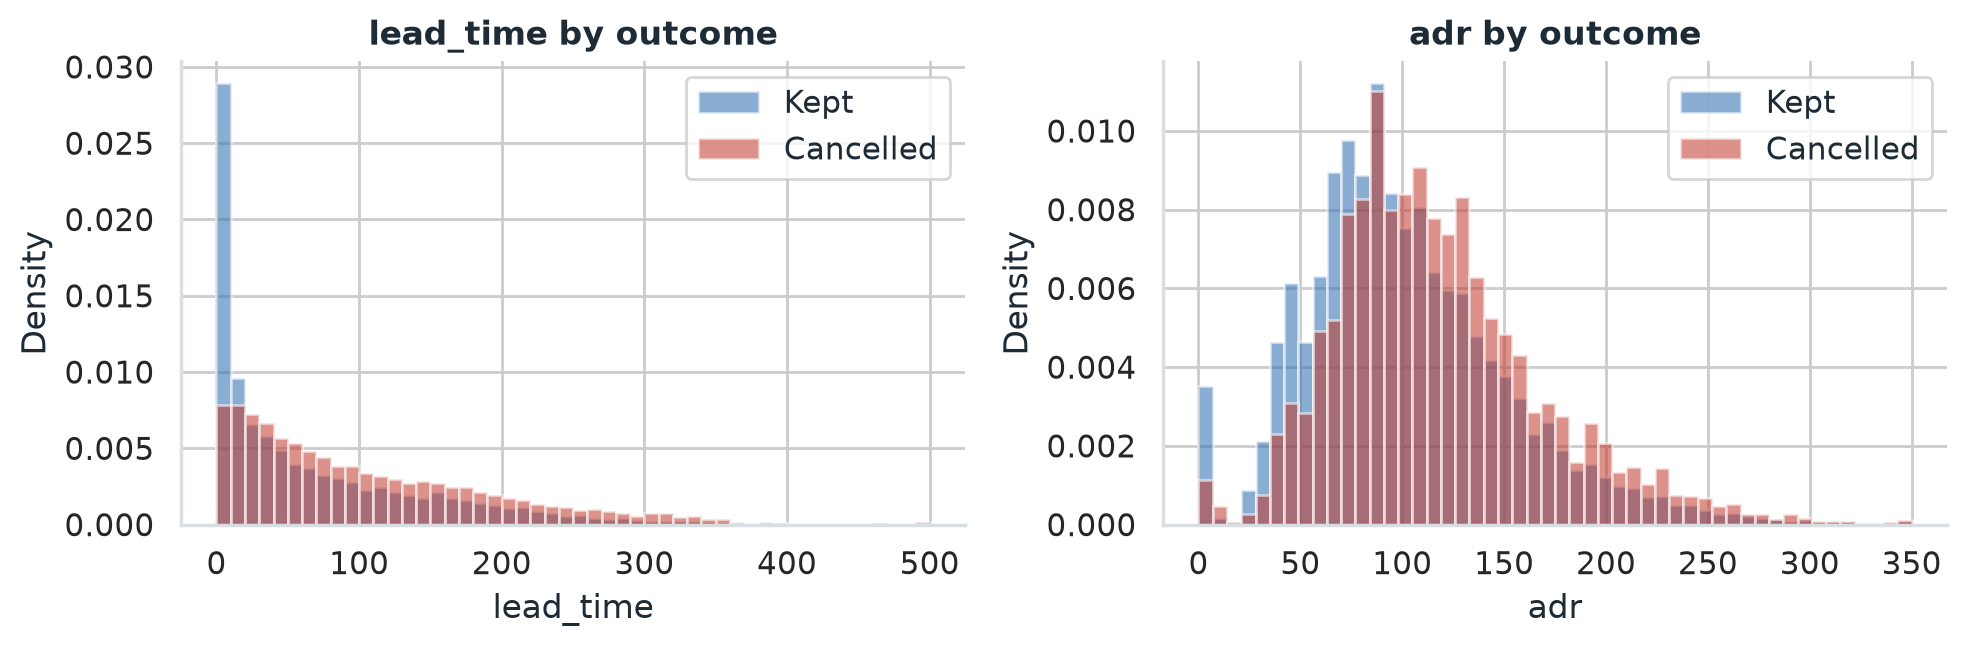 lead_time by outcome
0.030
0.025
0.020
0.015
0.010
0.005
0.000
Density
Kept
Cancelled
0 100 200 300 400 500
lead_time
adr by outcome
0.010
0.008
0.006
0.004
0.002
0.000
Density
Kept
Cancelled
0 50 100 150 200 250 300 350
adr